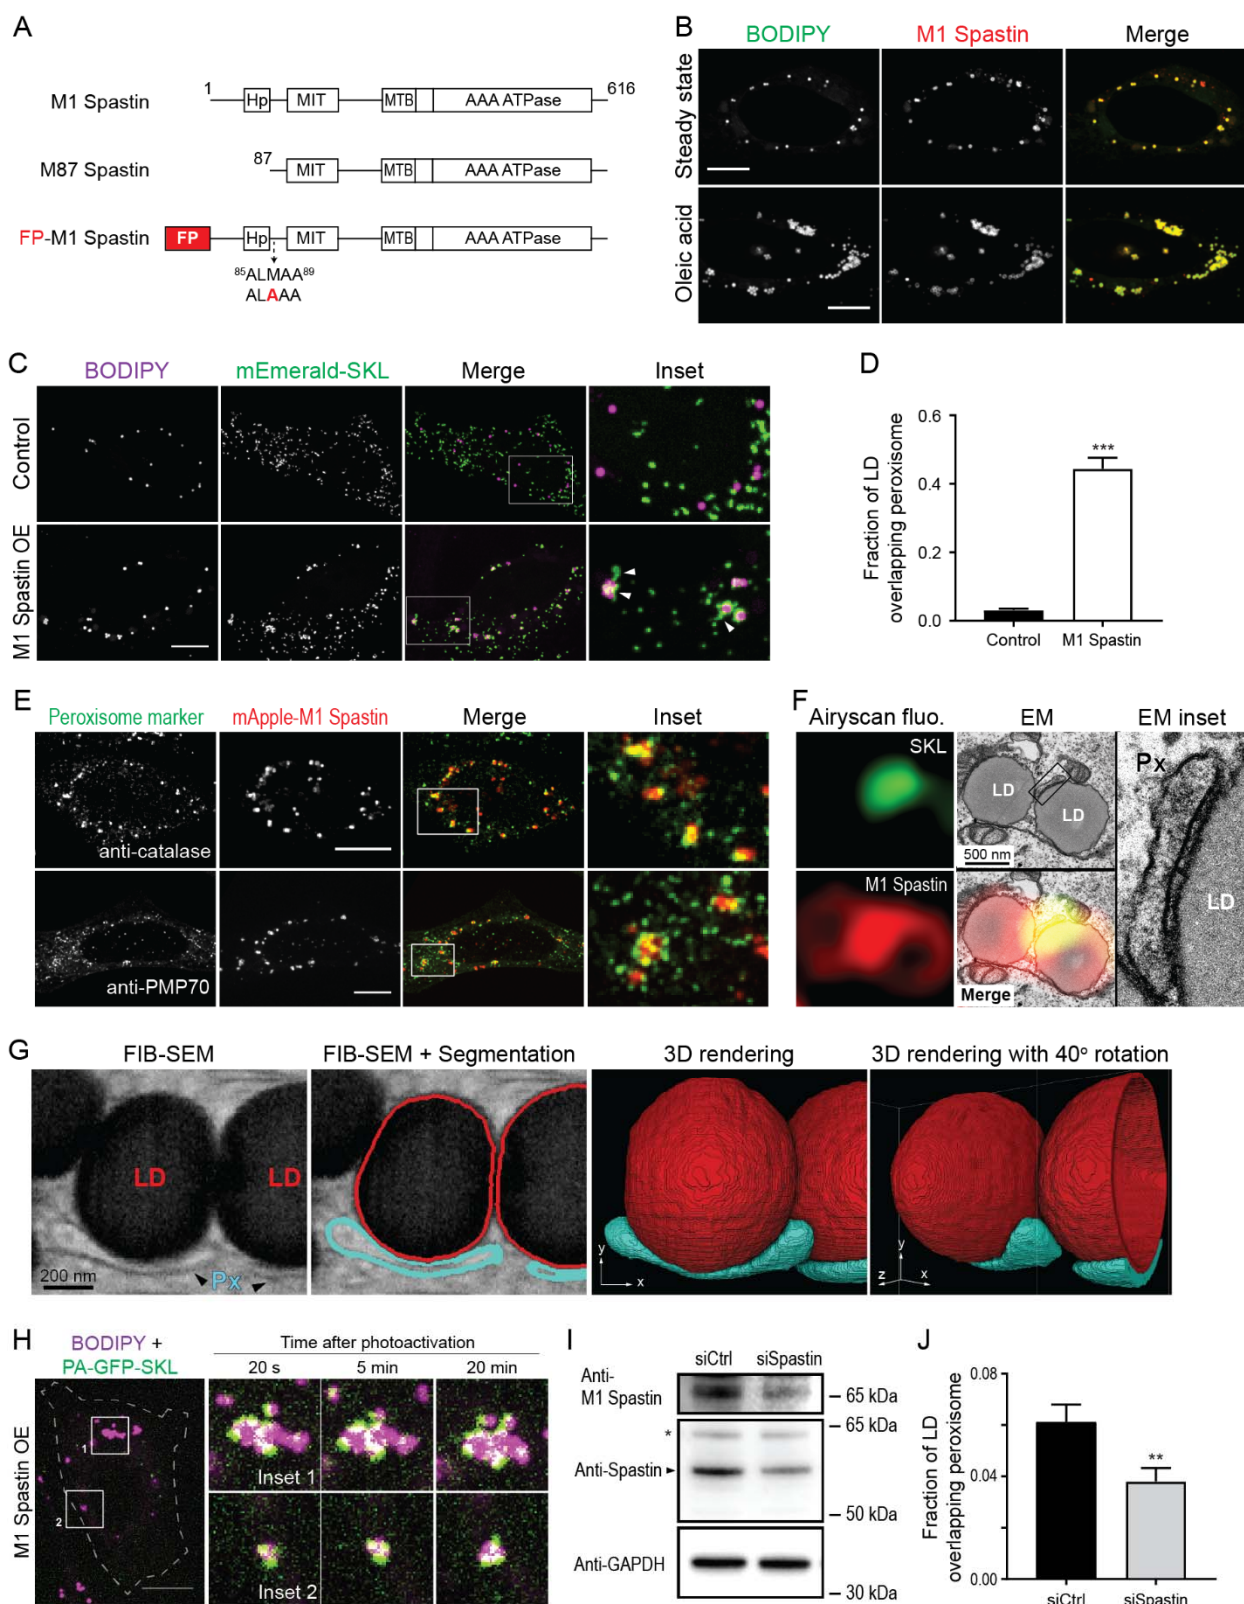 A
M1 Spastin
1
Hp
MIT
MTB
AAA ATPase
616
M87 Spastin
87
MIT
MTB
AAA ATPase
FP-M1 Spastin
FP
Hp
MIT
MTB
AAA ATPase
85ALMAA89
ALAAA
B
BODIPY
M1 Spastin
Merge
Steady state
Oleic acid
C
BODIPY
mEmerald-SKL
Merge
Inset
Control
M1 Spastin OE
D
Fraction of LD
overlapping peroxisome
0.6
0.4
0.2
0.0
***
Control
M1 Spastin
E
Peroxisome marker
mApple-M1 Spastin
Merge
Inset
anti-catalase
anti-PMP70
F
Airyscan fluo.
EM
EM inset
SKL
LD
LD
500 nm
Px
LD
M1 Spastin
Merge
G
FIB-SEM
FIB-SEM + Segmentation
3D rendering
3D rendering with 40º rotation
LD
LD
200 nm
Px
y
x
y
z
x
H
BODIPY +
PA-GFP-SKL
Time after photoactivation
20 s
5 min
20 min
M1 Spastin OE
1
2
Inset 1
Inset 2
I
siCtrl
siSpastin
Anti-
M1 Spastin
65 kDa
65 kDa
*
Anti-Spastin
50 kDa
Anti-GAPDH
30 kDa
J
Fraction of LD
overlapping peroxisome
0.08
0.04
0.00
**
siCtrl
siSpastin